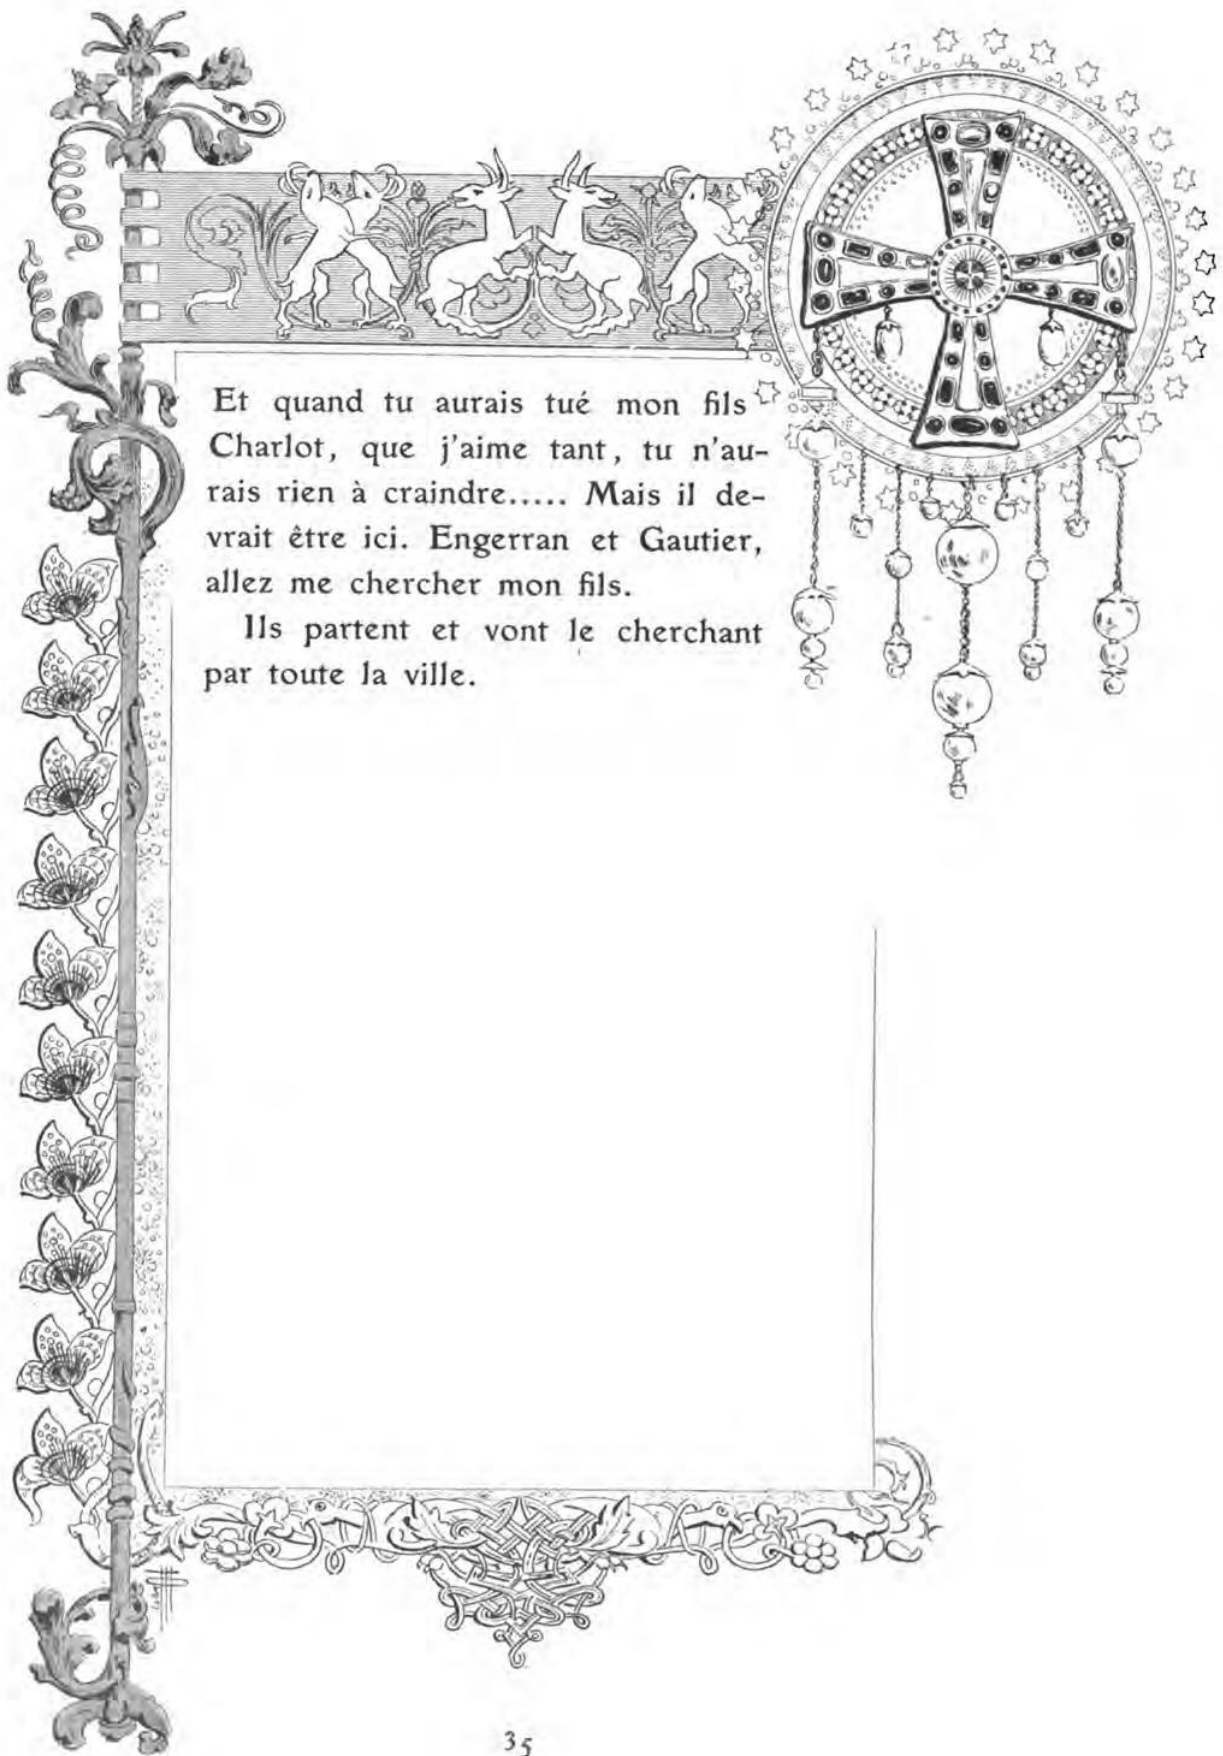 Et quand tu aurais tué mon fils
Charlot, que j'aime tant, tu n'au-
rais rien à craindre..... Mais il de-
vrait être ici. Engerran et Gautier,
allez me chercher mon fils.
Ils partent et vont le cherchant
par toute la ville.
35